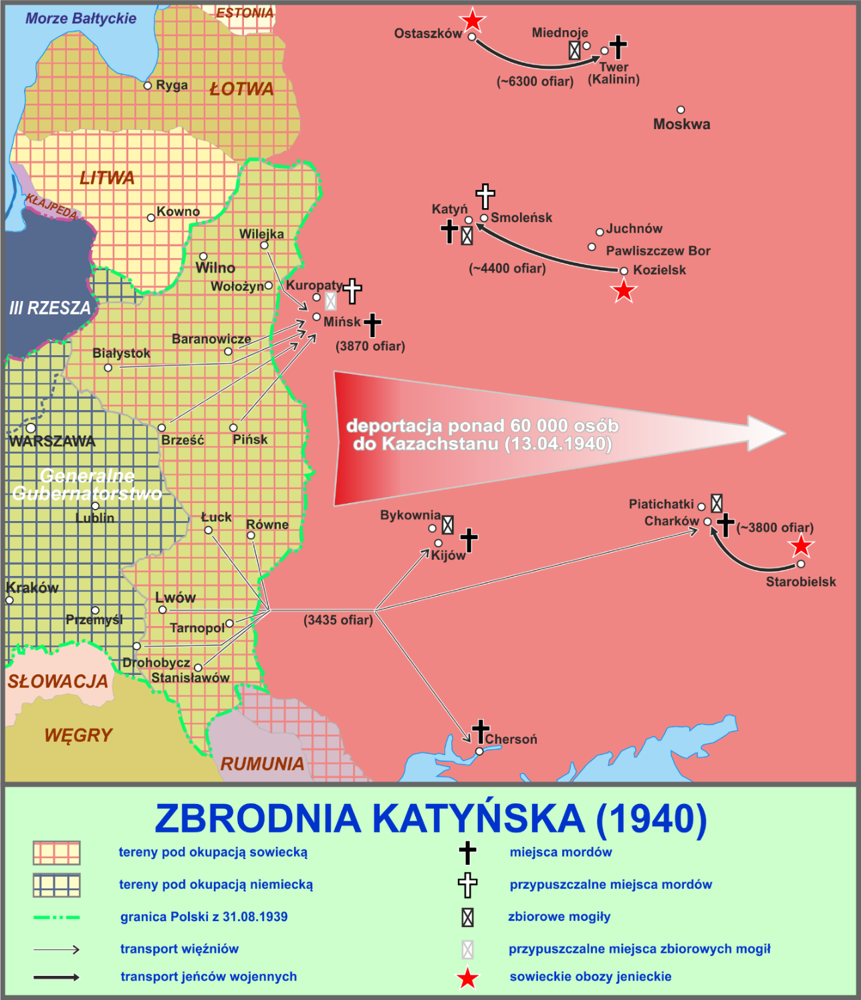 Morze Bałtyckie
ESTONIA
Ostaszków
Miednoje
Twer
(Kalinin)
(~6300 ofiar)
Ryga
ŁOTWA
Moskwa
LITWA
KŁAJPEDA
Kowno
Katyń
Smoleńsk
Juchnów
Pawliszczew Bor
Kozielsk
(~4400 ofiar)
Wilejka
Wilno
Wołożyn
Kuropaty
III RZESZA
Mińsk
(3870 ofiar)
Baranowicze
Białystok
deportacja ponad 60 000 osób
do Kazachstanu (13.04.1940)
WARSZAWA
Brześć
Pińsk
Generalne
Gubernatorstwo
Lublin
Łuck
Równe
Bykownia
Kijów
Piatichatki
Charków
(~3800 ofiar)
Starobielsk
Kraków
Lwów
Przemyśl
Tarnopol
(3435 ofiar)
Drohobycz
Stanisławów
SŁOWACJA
WĘGRY
RUMUNIA
Chersoń
ZBRODNIA KATYŃSKA (1940)
tereny pod okupacją sowiecką
tereny pod okupacją niemiecką
granica Polski z 31.08.1939
transport więźniów
transport jeńców wojennych
miejsca mordów
przypuszczalne miejsca mordów
zbiorowe mogiły
przypuszczalne miejsca zbiorowych mogił
sowieckie obozy jenieckie